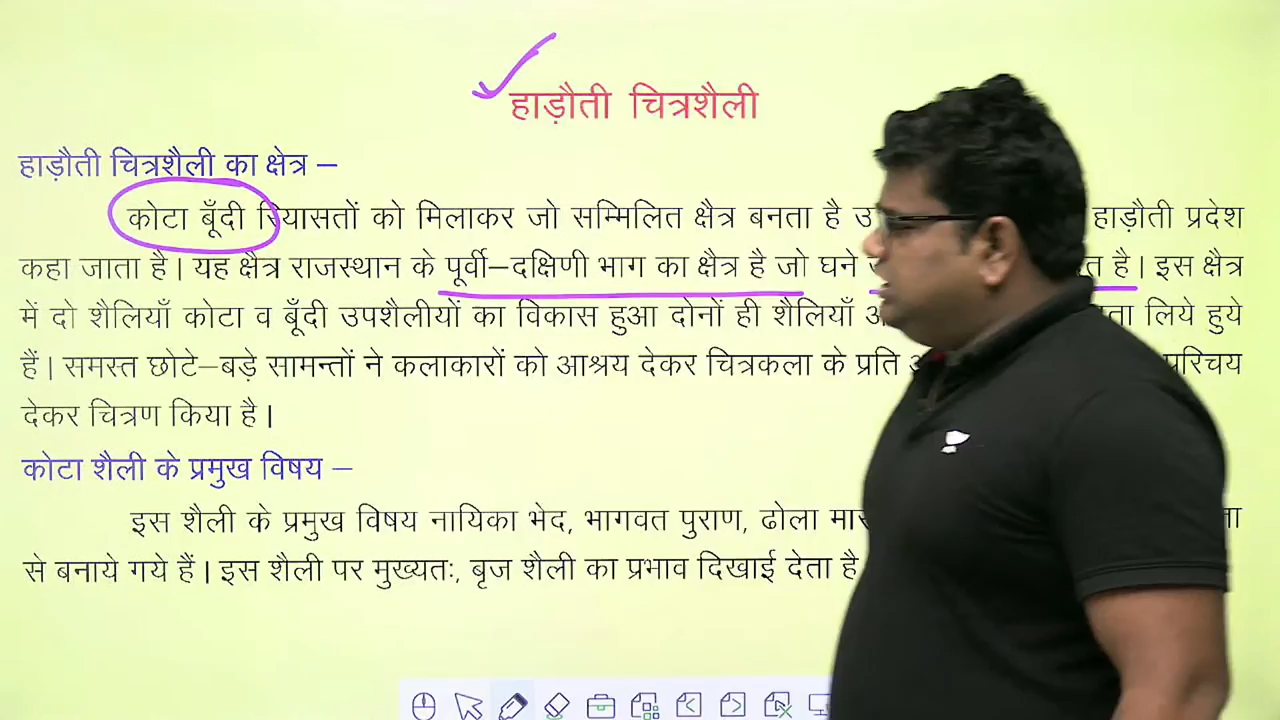 हाड़ौती चित्रशैली
हाड़ौती चित्रशैली का क्षेत्र –
कोटा बूँदी रियासतों को मिलाकर जो सम्मिलित क्षैत्र बनता है हाड़ौती प्रदेश
कहा जाता है। यह क्षैत्र राजस्थान के पूर्वी–दक्षिणी भाग का क्षैत्र है जो घने है। इस क्षैत्र
में दो शैलियाँ कोटा व बूँदी उपशैलीयों का विकास हुआ दोनों ही शैलियाँ लिये हुये
हैं। समस्त छोटे–बड़े सामन्तों ने कलाकारों को आश्रय देकर चित्रकला के प्रति परिचय
देकर चित्रण किया है।
कोटा शैली के प्रमुख विषय –
इस शैली के प्रमुख विषय नायिका भेद, भागवत पुराण, ढोला
से बनाये गये हैं। इस शैली पर मुख्यतः, बृज शैली का प्रभाव दिखाई देता है